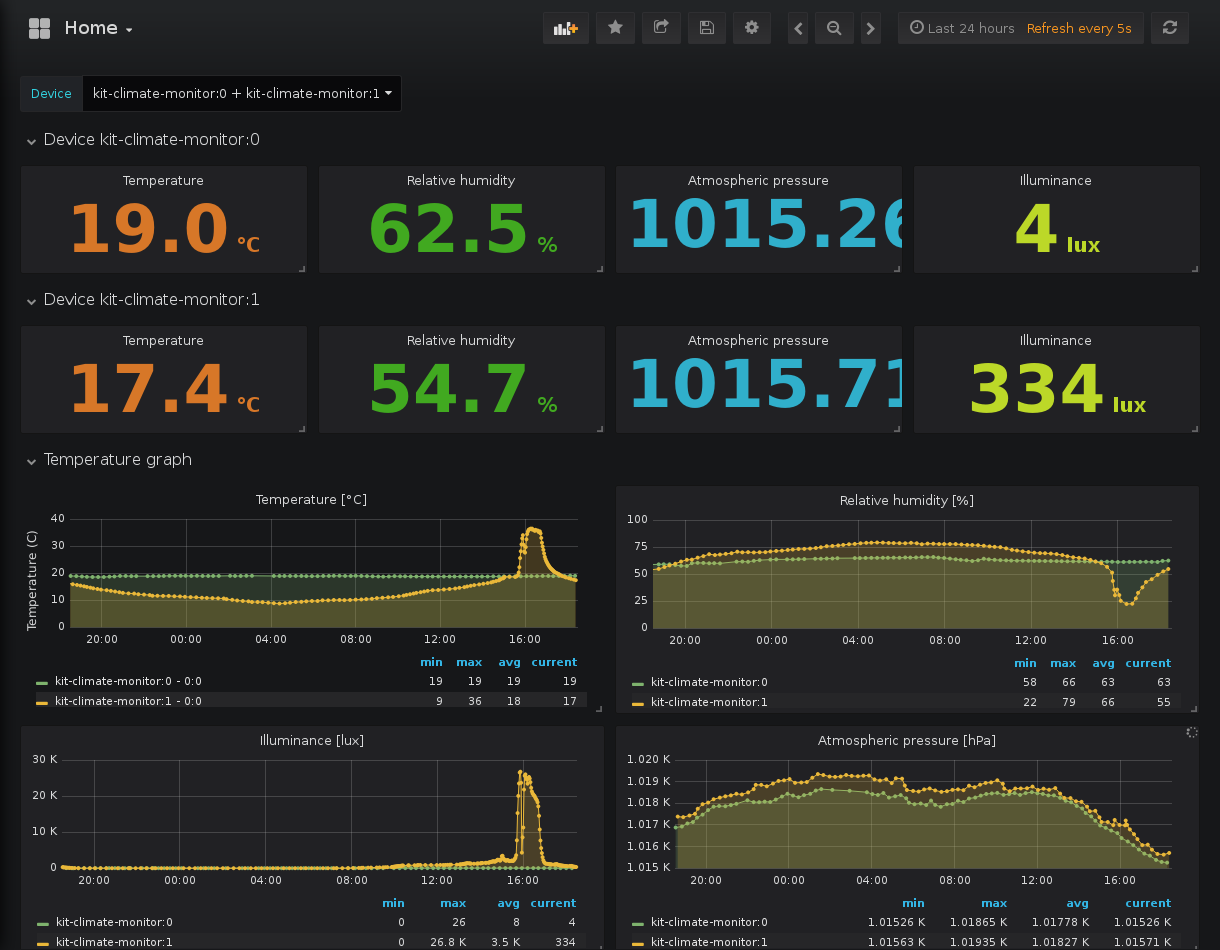 Home
Last 24 hours Refresh every 5s
Device kit-climate-monitor:0 + kit-climate-monitor:1
Device kit-climate-monitor:0
Temperature Relative humidity Atmospheric pressure Illuminance
19.0 °C 62.5 % 1015.26 4 lux
Device kit-climate-monitor:1
Temperature Relative humidity Atmospheric pressure Illuminance
17.4 °C 54.7 % 1015.71 334 lux
Temperature graph
Temperature [°C]
Temperature (C)
40
30
20
10
0
20:00 00:00 04:00 08:00 12:00 16:00
min max avg current
kit-climate-monitor:0 - 0:0 19 19 19 19
kit-climate-monitor:1 - 0:0 9 36 18 17
Relative humidity [%]
100
75
50
25
0
20:00 00:00 04:00 08:00 12:00 16:00
min max avg current
kit-climate-monitor:0 58 66 63 63
kit-climate-monitor:1 22 79 66 55
Illuminance [lux]
30 K
20 K
10 K
0
20:00 00:00 04:00 08:00 12:00 16:00
min max avg current
kit-climate-monitor:0 0 26 8 4
kit-climate-monitor:1 0 26.8 K 3.5 K 334
Atmospheric pressure [hPa]
1.020 K
1.019 K
1.018 K
1.017 K
1.016 K
1.015 K
20:00 00:00 04:00 08:00 12:00 16:00
min max avg current
kit-climate-monitor:0 1.01526 K 1.01865 K 1.01778 K 1.01526 K
kit-climate-monitor:1 1.01563 K 1.01935 K 1.01827 K 1.01571 K